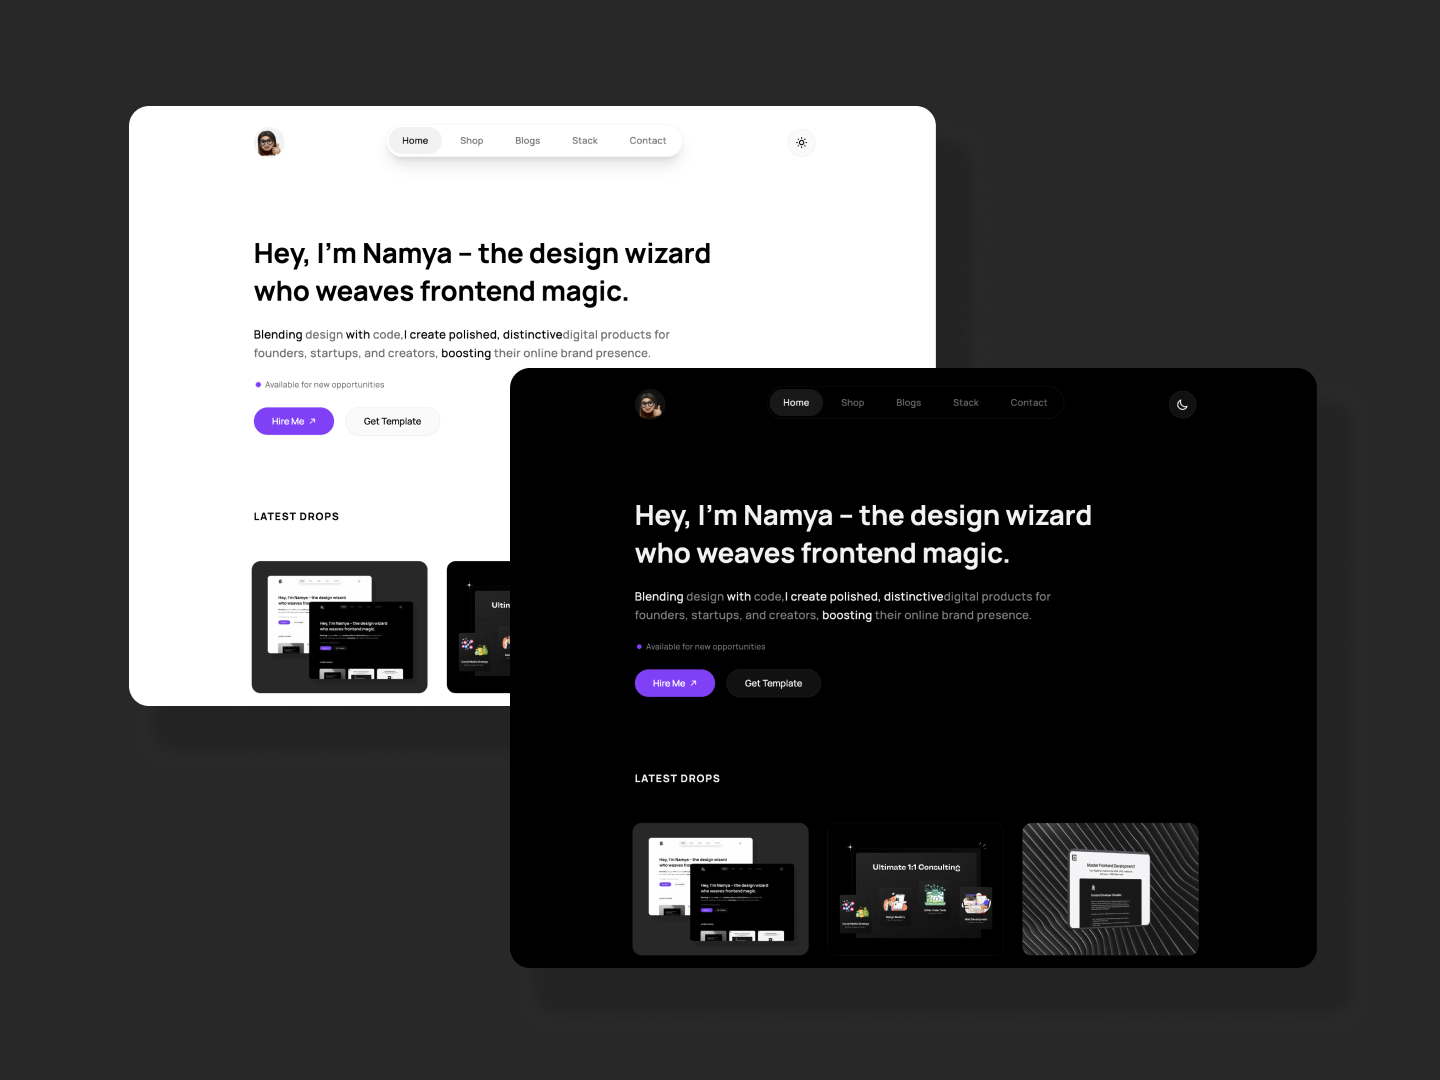 Home Shop Blogs Stack Contact
Hey, I'm Namya – the design wizard
who weaves frontend magic.
Blending design with code,I create polished, distinctivedigital products for
founders, startups, and creators, boosting their online brand presence.
Available for new opportunities
Hire Me Get Template
LATEST DROPS
Hey, I'm Namya – the design wizard
who weaves
Hey, I'm Namya – the design wizard
who weaves frontend magic.
Home Shop Blogs Stack Contact
Hey, I'm Namya – the design wizard
who weaves frontend magic.
Blending design with code,I create polished, distinctivedigital products for
founders, startups, and creators, boosting their online brand presence.
Available for new opportunities
Hire Me Get Template
LATEST DROPS
Hey, I'm Namya – the design wizard
who weaves
Hey, I'm Namya – the design wizard
who weaves frontend magic.
Ultimate 1:1 Consulting
Master Frontend Development!